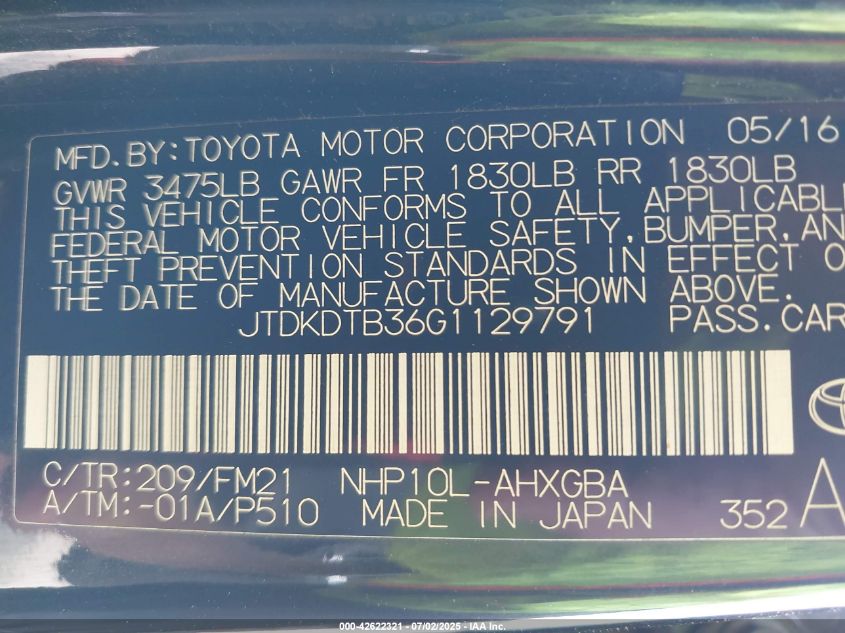 MFD. BY: TOYOTA MOTOR CORPORATION 05/16
GVWR 3475LB GAWR FR 1830LB RR 1830LB
THIS VEHICLE CONFORMS TO ALL APPLICABL
FEDERAL MOTOR VEHICLE SAFETY, BUMPER, AN
THEFT PREVENTION STANDARDS IN EFFECT O
THE DATE OF MANUFACTURE SHOWN ABOVE.
JTDKDTB36G1129791 PASS. CAR
C/TR: 209/FM21 NHP10L-AHXGBA
A/TM: -01A/P510 MADE IN JAPAN 352 A
000-42622321 - 07/02/2025 - IAA Inc.